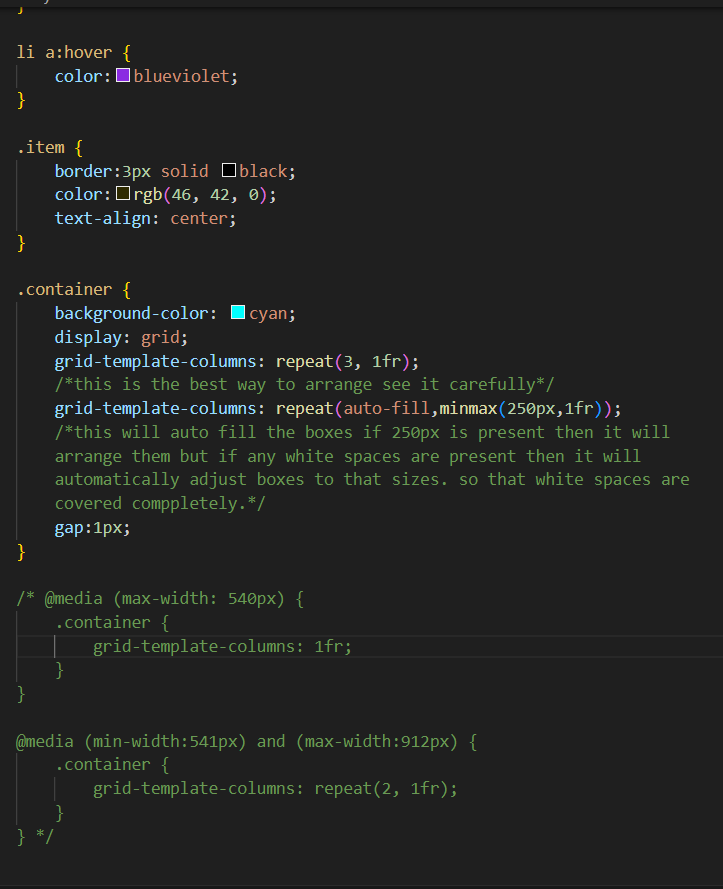 }
li a:hover {
color:blueviolet;
}
.item {
border:3px solid black;
color:rgb(46, 42, 0);
text-align: center;
}
.container {
background-color: cyan;
display: grid;
grid-template-columns: repeat(3, 1fr);
/*this is the best way to arrange see it carefully*/
grid-template-columns: repeat(auto-fill,minmax(250px,1fr));
/*this will auto fill the boxes if 250px is present then it will
arrange them but if any white spaces are present then it will
automatically adjust boxes to that sizes. so that white spaces are
covered comppletely.*/
gap:1px;
}
/* @media (max-width: 540px) {
.container {
grid-template-columns: 1fr;
}
}
@media (min-width:541px) and (max-width:912px) {
.container {
grid-template-columns: repeat(2, 1fr);
}
} */